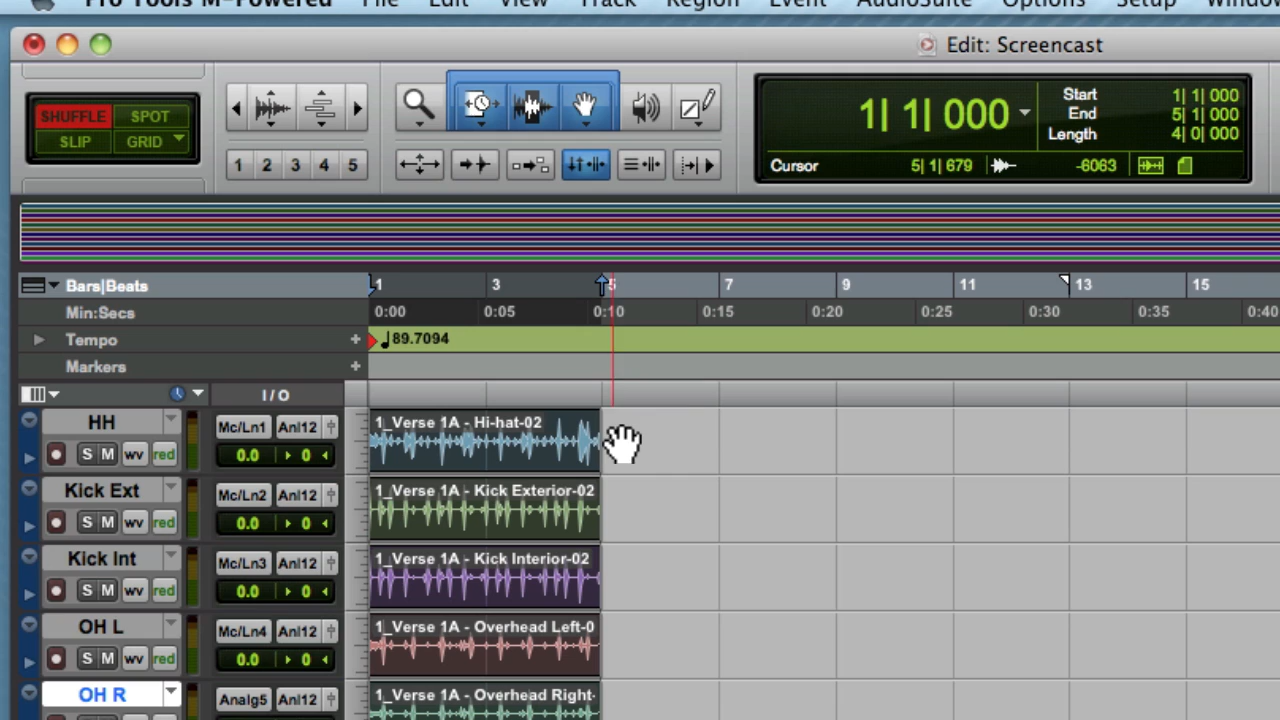 Pro Tools M-Powered File Edit View Track Region Event AudioSuite Options Setup Window
Edit: Screencast
SHUFFLE SPOT
SLIP GRID
1 2 3 4 5
1| 1| 000
Start 1| 1| 000
End 5| 1| 000
Length 4| 0| 000
Cursor 5| 1| 679 -6063
Bars|Beats 1 3 5 7 9 11 13 15
Min:Secs 0:00 0:05 0:10 0:15 0:20 0:25 0:30 0:35 0:40
Tempo + 89.7094
Markers +
I / O
HH Mc/Ln1 Anl12 1_Verse 1A - Hi-hat-02
S M wv red 0.0 0
Kick Ext Mc/Ln2 Anl12 1_Verse 1A - Kick Exterior-02
S M wv red 0.0 0
Kick Int Mc/Ln3 Anl12 1_Verse 1A - Kick Interior-02
S M wv red 0.0 0
OH L Mc/Ln4 Anl12 1_Verse 1A - Overhead Left-0
S M wv red 0.0 0
OH R Analg5 Anl12 1_Verse 1A - Overhead Right-